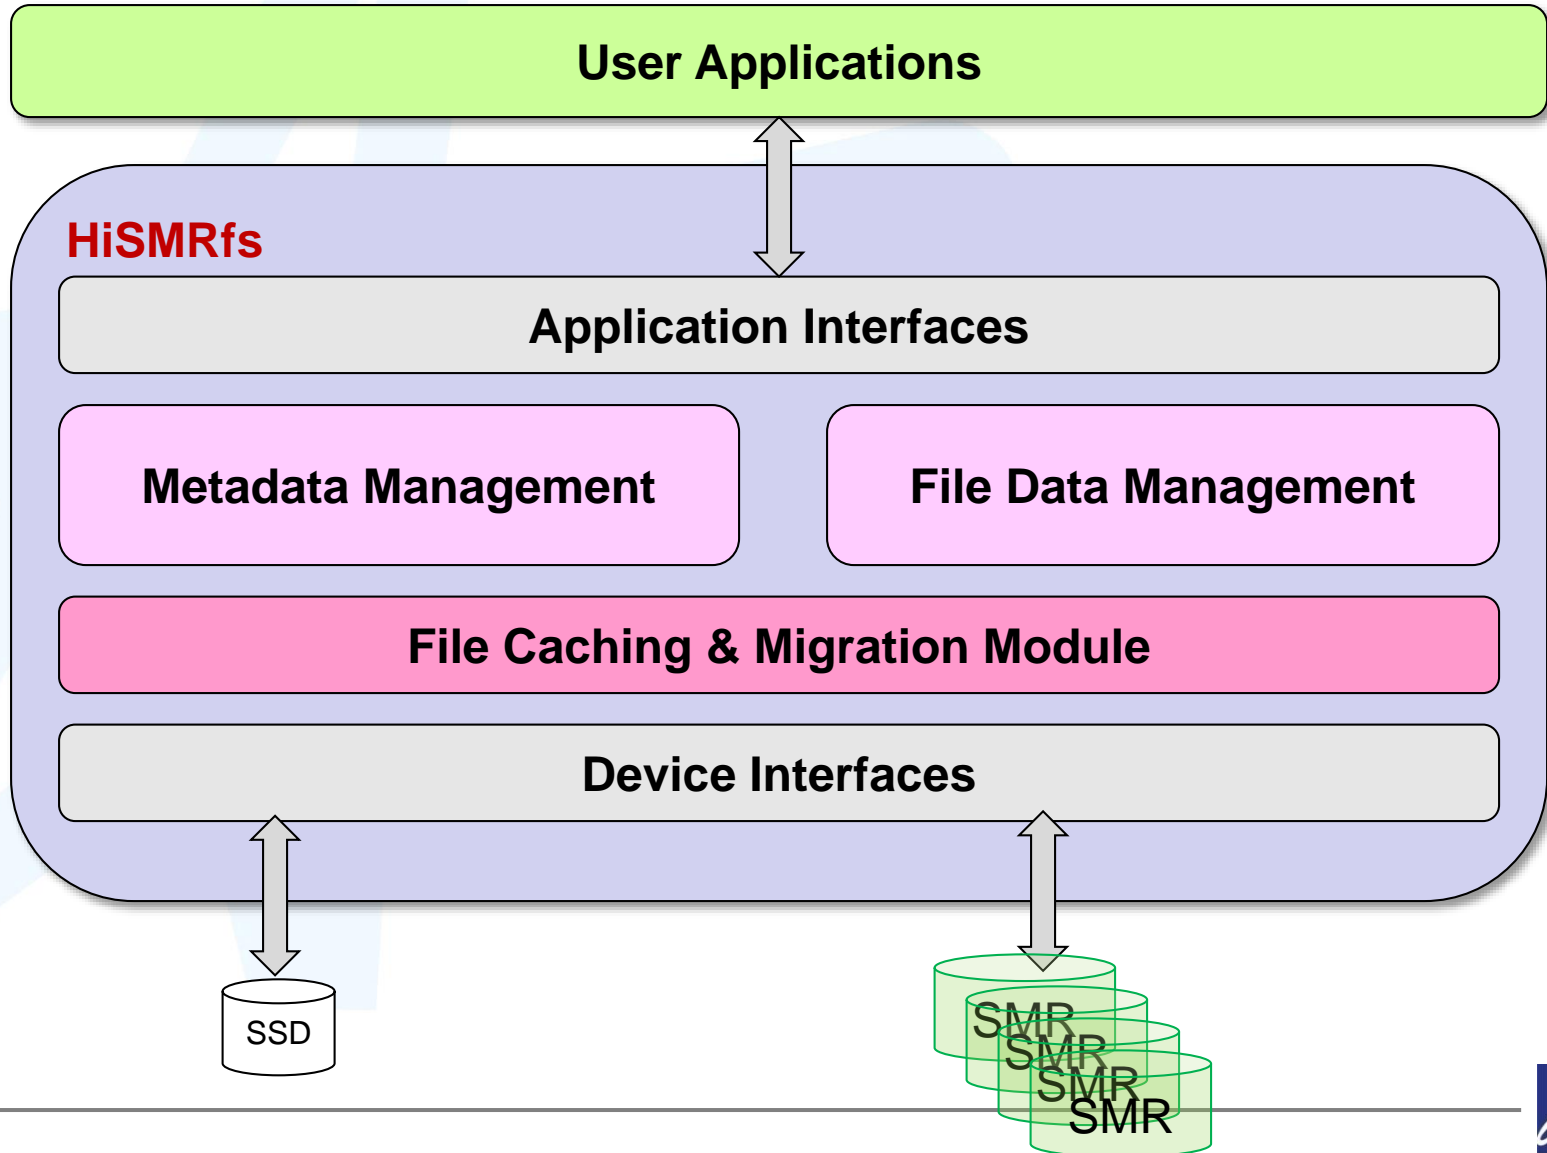 User Applications
HiSMRfs
Application Interfaces
Metadata Management
File Data Management
File Caching & Migration Module
Device Interfaces
SSD
SMR
SMR
SMR
SMR